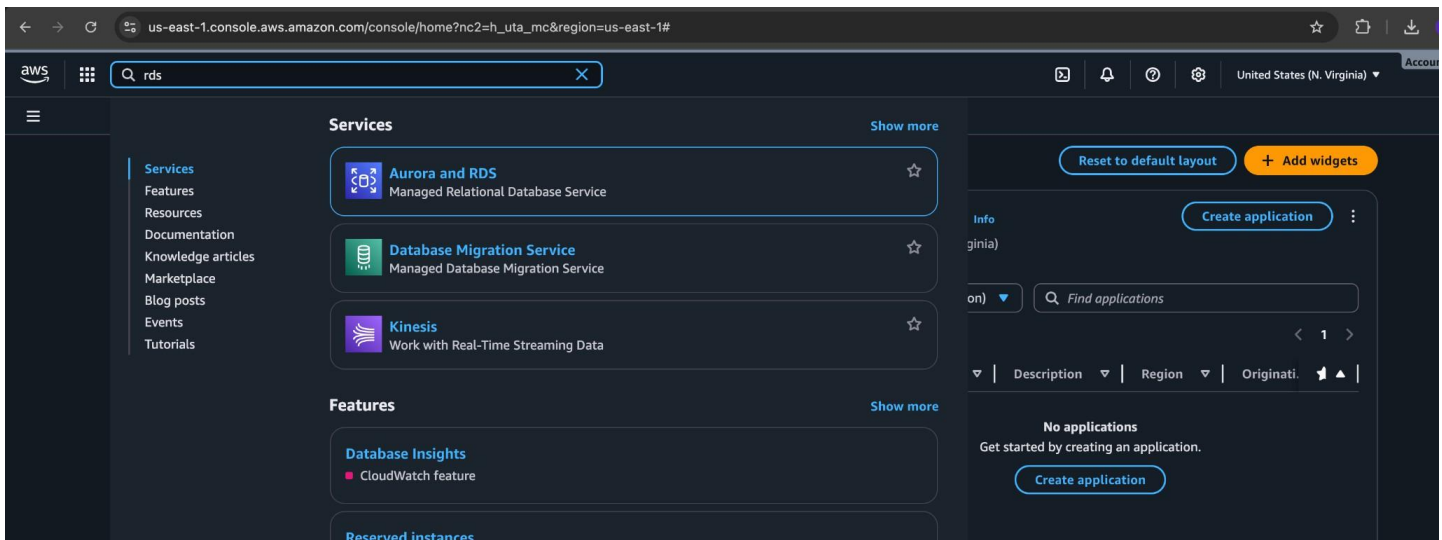 us-east-1.console.aws.amazon.com/console/home?nc2=h_uta_mc&region=us-east-1#
aws
rds
United States (N. Virginia)
Accoun
Services
Show more
Services
Features
Resources
Documentation
Knowledge articles
Marketplace
Blog posts
Events
Tutorials
Aurora and RDS
Managed Relational Database Service
Database Migration Service
Managed Database Migration Service
Kinesis
Work with Real-Time Streaming Data
Features
Show more
Database Insights
CloudWatch feature
Reserved instances
Reset to default layout
+ Add widgets
Info
Create application
ginia)
on)
Find applications
1
Description
Region
Originati.
No applications
Get started by creating an application.
Create application